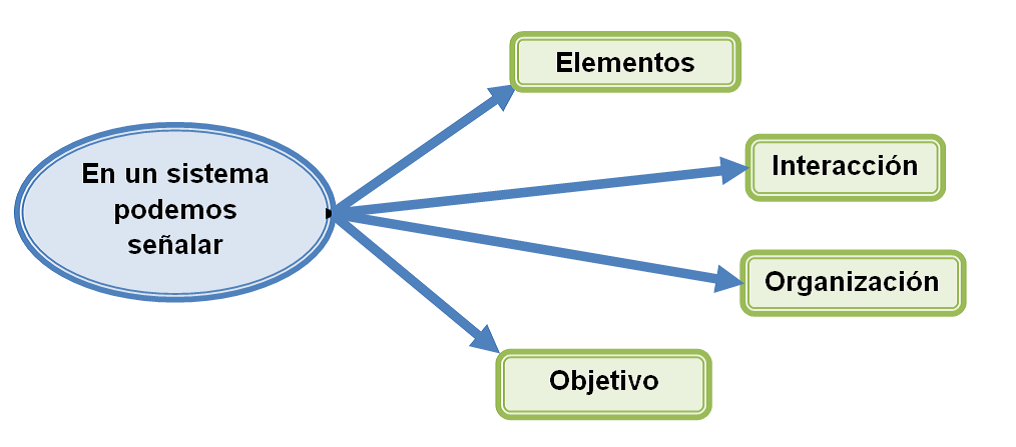 En un sistema
podemos
señalar
Elementos
Interacción
Organización
Objetivo